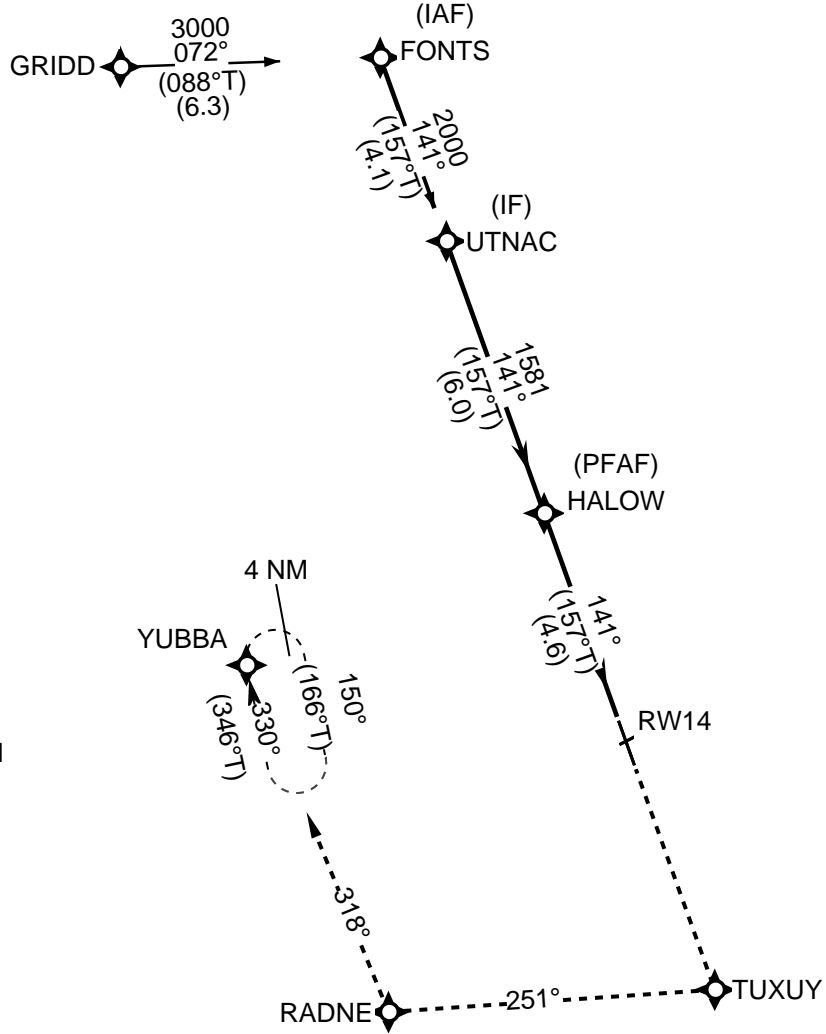 (IAF)
3000
072°
GRIDD
FONTS
(088°T)
(6.3)
2000
141°
(157°T)
(4.1)
(IF)
UTNAC
1581
141°
(157°T)
(6.0)
(PFAF)
HALOW
4 NM
141°
(157°T)
(4.6)
YUBBA
150°
(166°T)
330°
(346°T)
RW14
318°
251°
TUXUY
RADNE